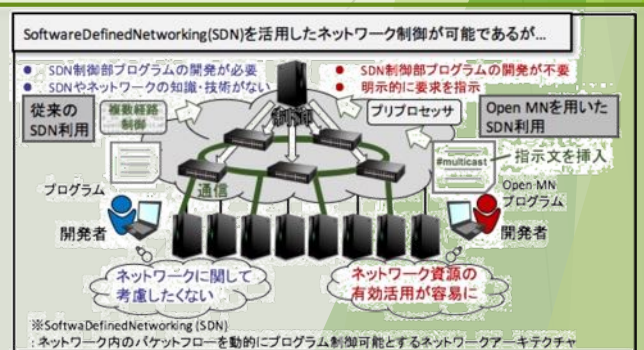 SoftwareDefinedNetworking(SDN)を活用したネットワーク制御が可能であるが…
● SDN制御部プログラムの開発が必要
● SDNやネットワークの知識・技術がない
● SDN制御部プログラムの開発が不要
● 明示的に要求を指示
従来の
SDN利用
複数経路
制御
制御部
プリプロセッサ
Open MNを用いた
SDN利用
#multicast
指示文を挿入
通信
プログラム
開発者
Open MN
プログラム
開発者
ネットワークに関して
考慮したくない
ネットワーク資源の
有効活用が容易に
※SoftwaDefinedNetworking (SDN)
：ネットワーク内のパケットフローを動的にプログラム制御可能とするネットワークアーキテクチャ